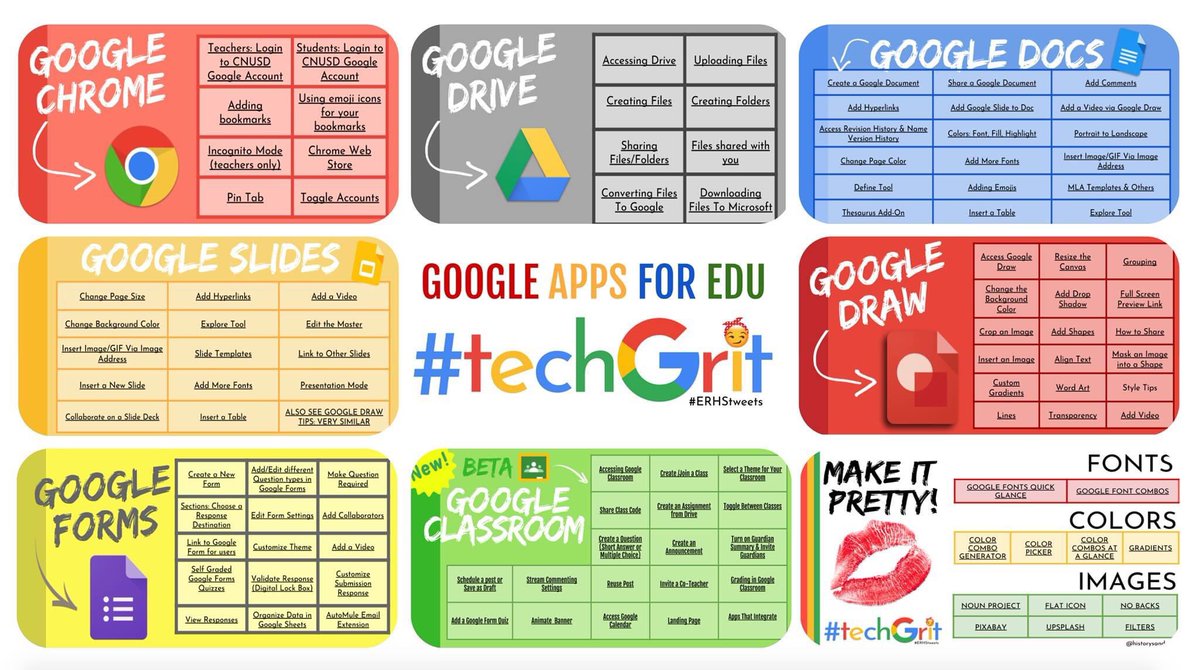 GOOGLE
CHROME
Teachers: Login
to CNUSD
Google Account
Students: Login to
CNUSD Google
Account
Adding
bookmarks
Using emoji icons
for your
bookmarks
Incognito Mode
(teachers only)
Chrome Web
Store
Pin Tab
Toggle Accounts
GOOGLE
DRIVE
Accessing Drive
Uploading Files
Creating Files
Creating Folders
Sharing
Files/Folders
Files shared with
you
Converting Files
To Google
Downloading
Files To Microsoft
GOOGLE DOCS
Create a Google Document
Share a Google Document
Add Comments
Add Hyperlinks
Add Google Slide to Doc
Add a Video via Google Draw
Access Revision History & Name
Version History
Colors: Font, Fill, Highlight
Portrait to Landscape
Change Page Color
Add More Fonts
Insert Image/GIF Via Image
Address
Define Tool
Adding Emojis
MLA Templates & Others
Thesaurus Add-On
Insert a Table
Explore Tool
GOOGLE SLIDES
Change Page Size
Add Hyperlinks
Add a Video
Change Background Color
Explore Tool
Edit the Master
Insert Image/GIF Via Image
Address
Slide Templates
Link to Other Slides
Insert a New Slide
Add More Fonts
Presentation Mode
Collaborate on a Slide Deck
Insert a Table
ALSO SEE GOOGLE DRAW
TIPS: VERY SIMILAR
GOOGLE APPS FOR EDU
#techGrit
#ERHStweets
GOOGLE
DRAW
Access Google
Draw
Resize the
Canvas
Grouping
Change the
Background
Color
Add Drop
Shadow
Full Screen
Preview Link
Crop an Image
Add Shapes
How to Share
Insert an Image
Align Text
Mask an Image
into a Shape
Custom
Gradients
Word Art
Style Tips
Lines
Transparency
Add Video
GOOGLE
FORMS
Create a New
Form
Add/Edit different
Question types in
Google Forms
Make Question
Required
Sections: Choose a
Response
Destination
Edit Form Settings
Add Collaborators
Link to Google
Form for users
Customize Theme
Add a Video
Self Graded
Google Forms
Quizzes
Validate Response
(Digital Lock Box)
Customize
Submission
Response
View Responses
Organize Data in
Google Sheets
AutoMule Email
Extension
New!
BETA
GOOGLE
CLASSROOM
Accessing Google
Classroom
Create /Join a Class
Select a Theme for Your
Classroom
Share Class Code
Create an Assignment
from Drive
Toggle Between Classes
Create a Question
(Short Answer or
Multiple Choice)
Create an
Announcement
Turn on Guardian
Summary & Invite
Guardians
Schedule a post or
Save as Draft
Stream Commenting
Settings
Reuse Post
Invite a Co-Teacher
Grading in Google
Classroom
Add a Google Form Quiz
Animate Banner
Access Google
Calendar
Landing Page
Apps That Integrate
MAKE IT
PRETTY!
#techGrit
#ERHStweets
FONTS
GOOGLE FONTS QUICK
GLANCE
GOOGLE FONT COMBOS
COLORS
COLOR
COMBO
GENERATOR
COLOR
PICKER
COLOR
COMBOS AT
A GLANCE
GRADIENTS
IMAGES
NOUN PROJECT
FLAT ICON
NO BACKS
PIXABAY
UPSPLASH
FILTERS